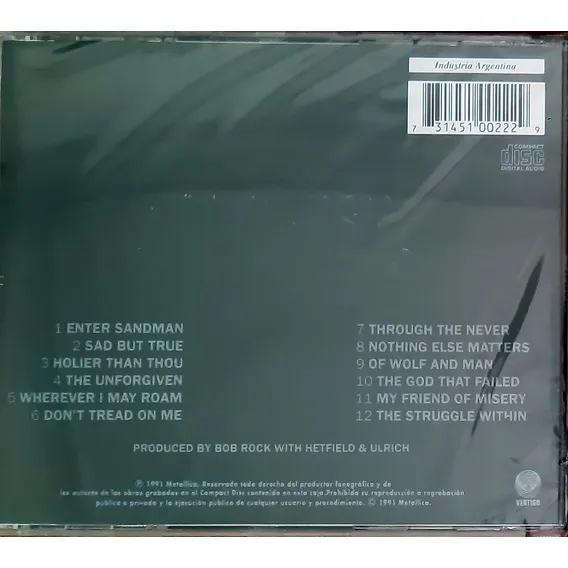 Industria Argentina
7 31451 00222 9
COMPACT
disc
DIGITAL AUDIO
1 ENTER SANDMAN
2 SAD BUT TRUE
3 HOLIER THAN THOU
4 THE UNFORGIVEN
5 WHEREVER I MAY ROAM
6 DON'T TREAD ON ME
7 THROUGH THE NEVER
8 NOTHING ELSE MATTERS
9 OF WOLF AND MAN
10 THE GOD THAT FAILED
11 MY FRIEND OF MISERY
12 THE STRUGGLE WITHIN
PRODUCED BY BOB ROCK WITH HETFIELD & ULRICH
℗ 1991 Metallica. Reservado todo derecho del productor fonográfico y de
los autores de las obras grabadas en el Compact Disc contenido en esta caja.Prohibida su reproducción o regrabación
publica o privada y la ejecución publica de cualquier usuario y procedimiento. © 1991 Metallica.
VERTIGO